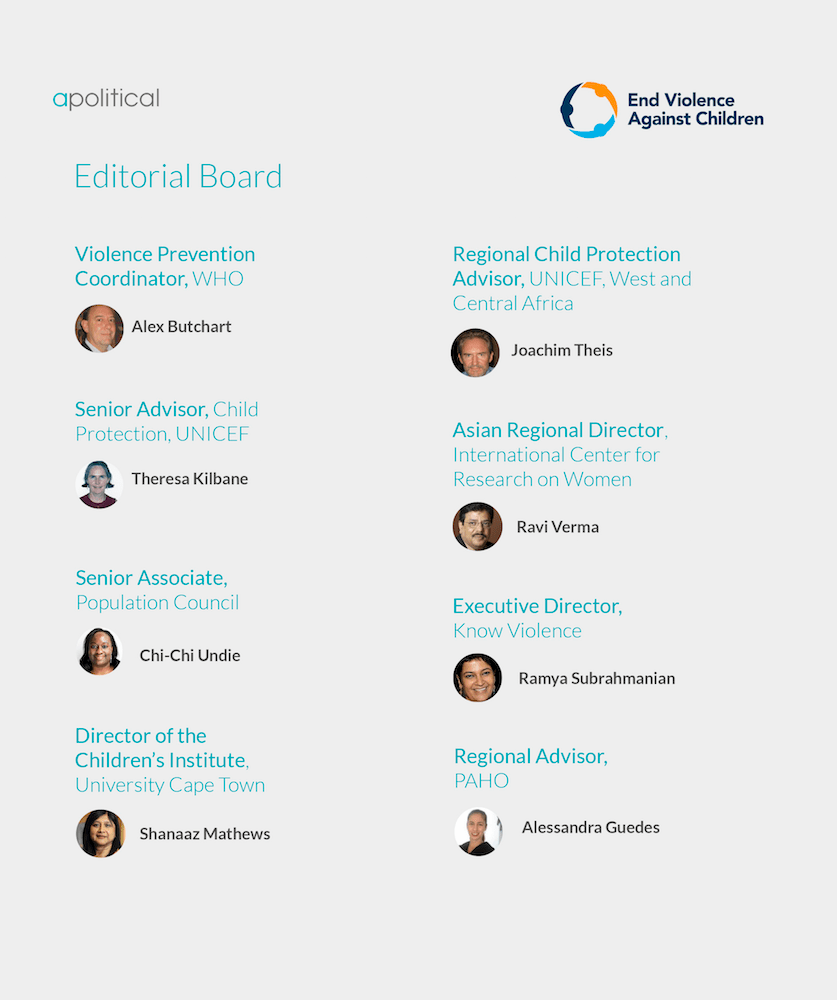 apolitical
End Violence
Against Children
Editorial Board
Violence Prevention
Coordinator, WHO
Alex Butchart
Senior Advisor, Child
Protection, UNICEF
Theresa Kilbane
Senior Associate,
Population Council
Chi-Chi Undie
Director of the
Children’s Institute,
University Cape Town
Shanaaz Mathews
Regional Child Protection
Advisor, UNICEF, West and
Central Africa
Joachim Theis
Asian Regional Director,
International Center for
Research on Women
Ravi Verma
Executive Director,
Know Violence
Ramya Subrahmanian
Regional Advisor,
PAHO
Alessandra Guedes